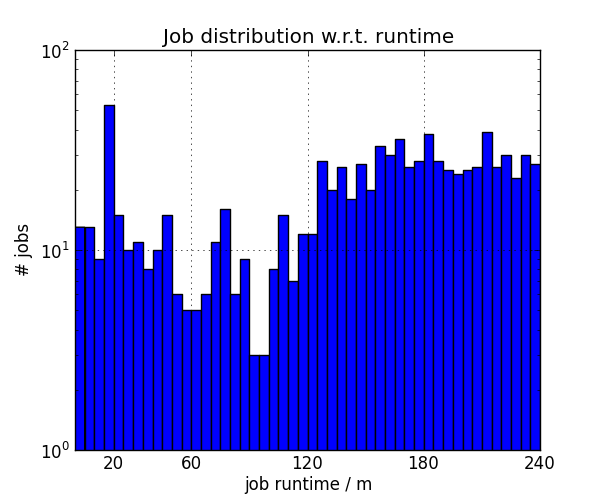 Job distribution w.r.t. runtime
10²
10¹
10⁰
# jobs
20 60 120 180 240
job runtime / m